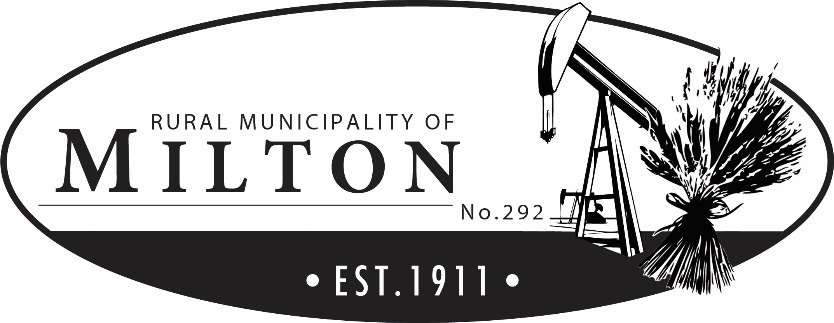 RURAL MUNICIPALITY OF
MILTON
No.292
• EST.1911 •